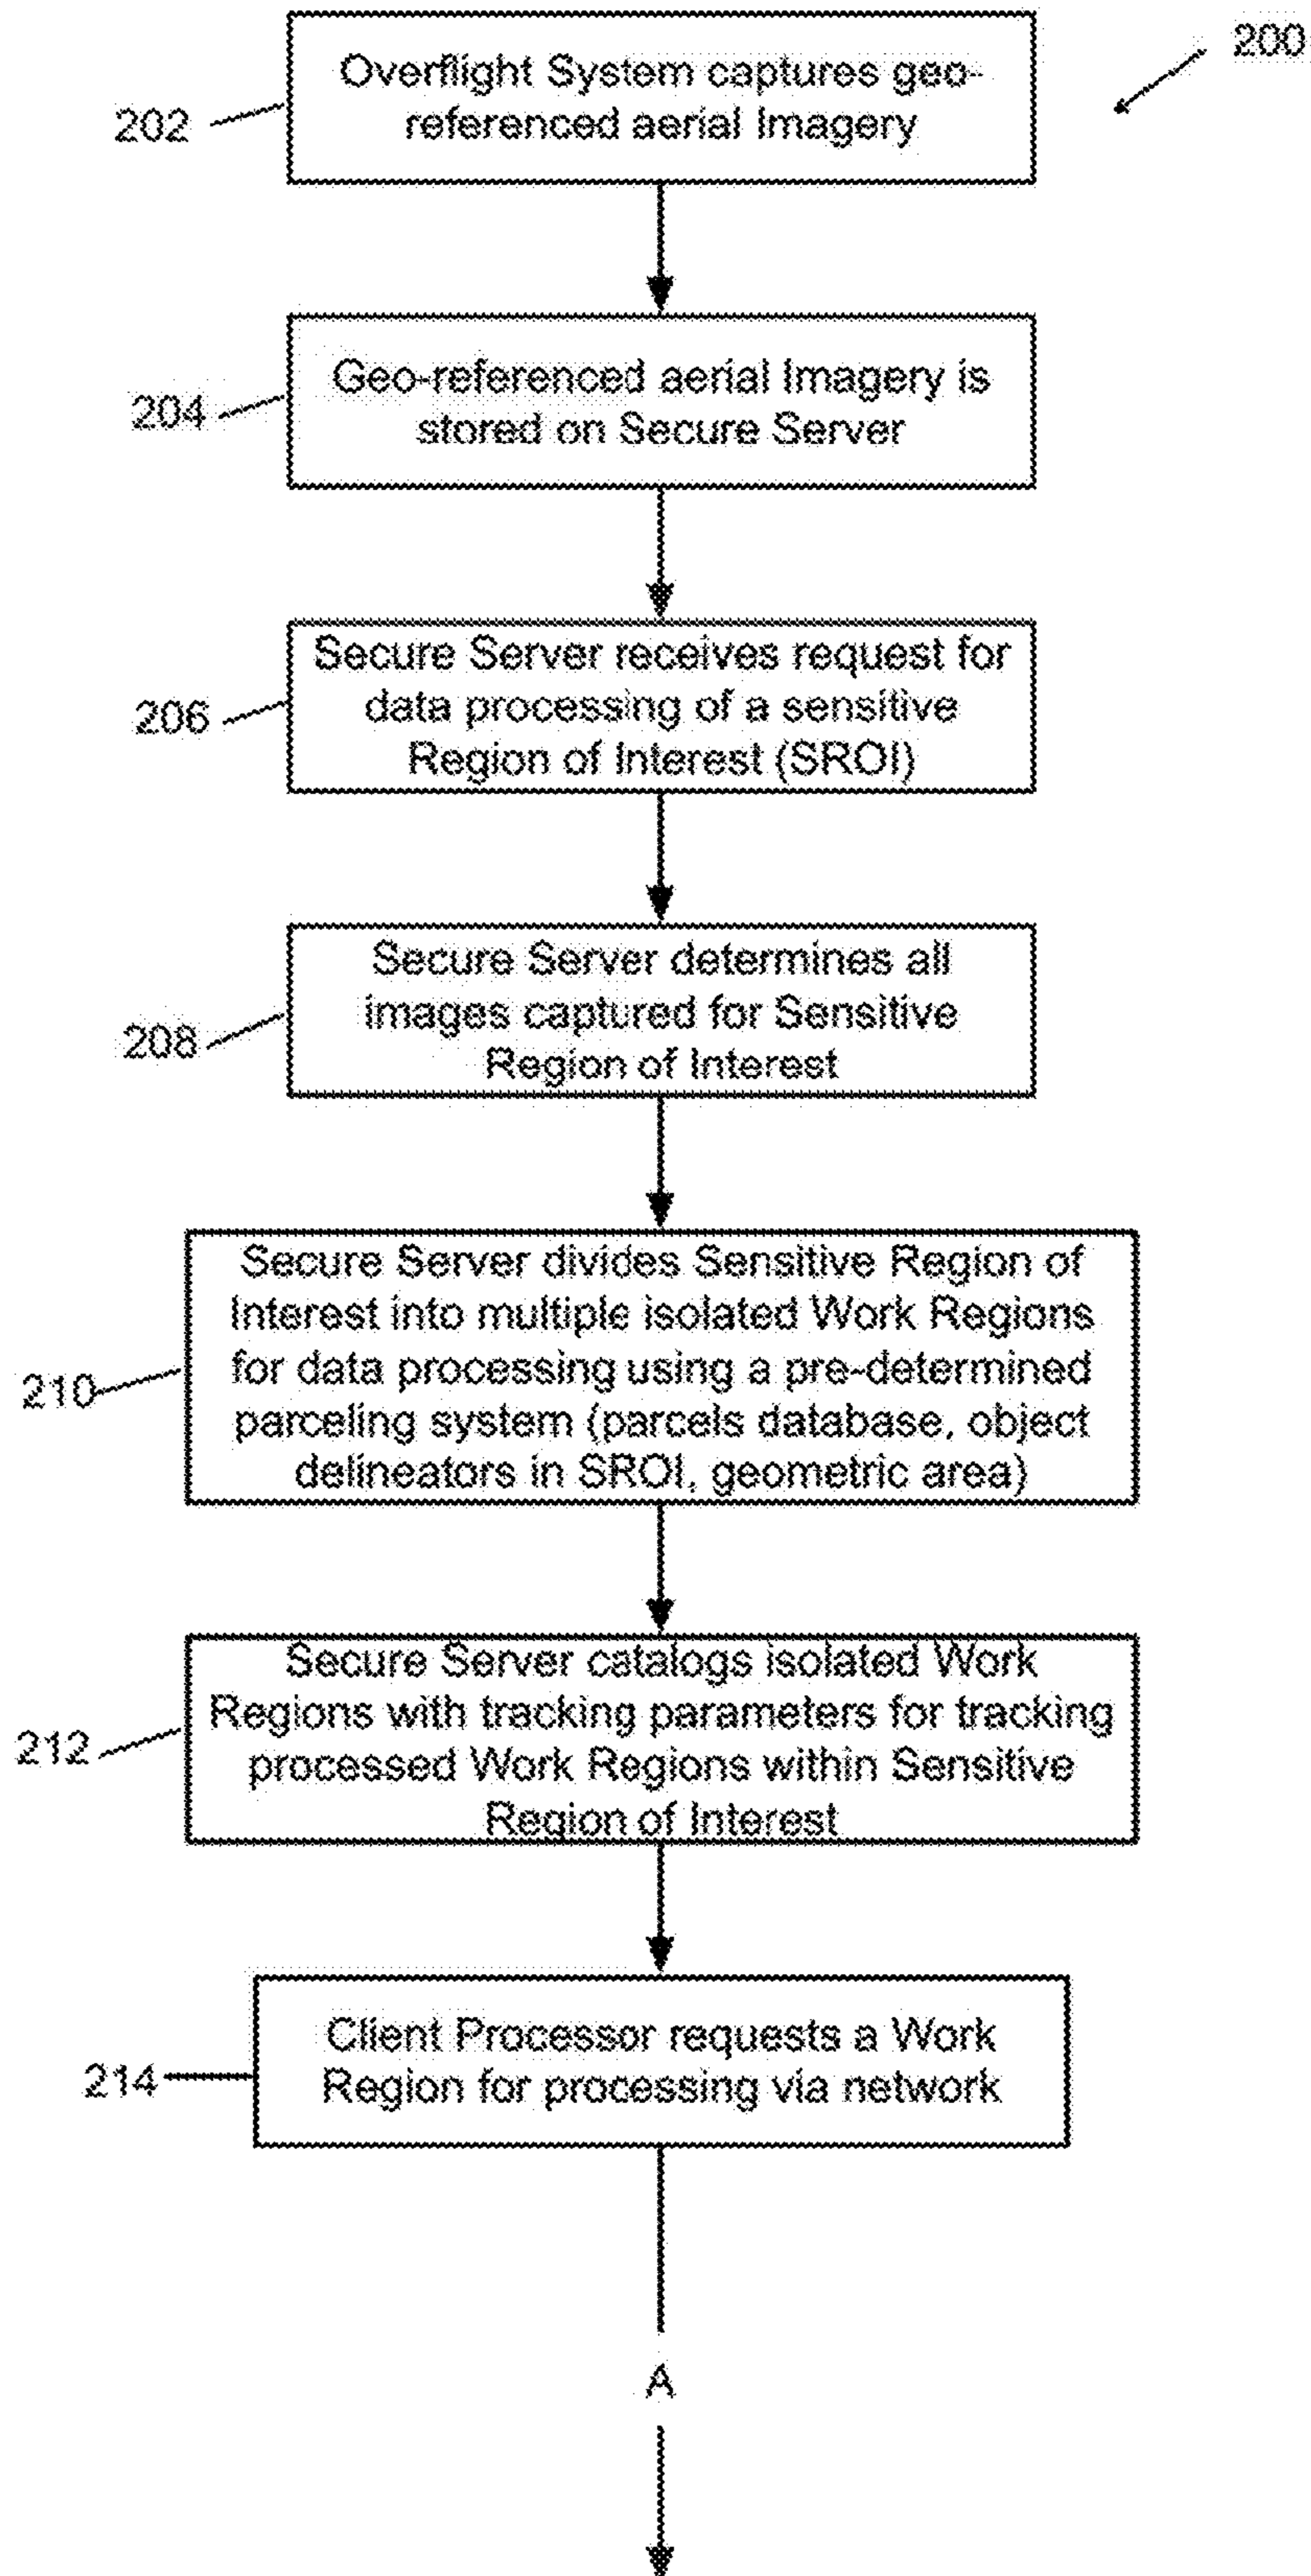 200
Overflight System captures geo-
referenced aerial Imagery
202
Geo-referenced aerial Imagery is
stored on Secure Server
204
Secure Server receives request for
data processing of a sensitive
Region of Interest (SROI)
206
Secure Server determines all
images captured for Sensitive
Region of Interest
208
Secure Server divides Sensitive Region of
Interest into multiple isolated Work Regions
for data processing using a pre-determined
parceling system (parcels database, object
delineators in SROI, geometric area)
210
Secure Server catalogs isolated Work
Regions with tracking parameters for tracking
processed Work Regions within Sensitive
Region of Interest
212
Client Processor requests a Work
Region for processing via network
214
A